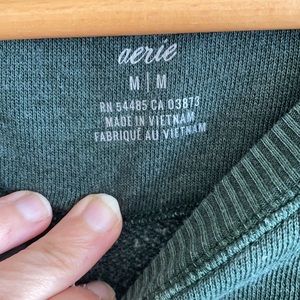 aerie
M | M
RN 54485 CA 03873
MADE IN VIETNAM
FABRIQUÉ AU VIETNAM